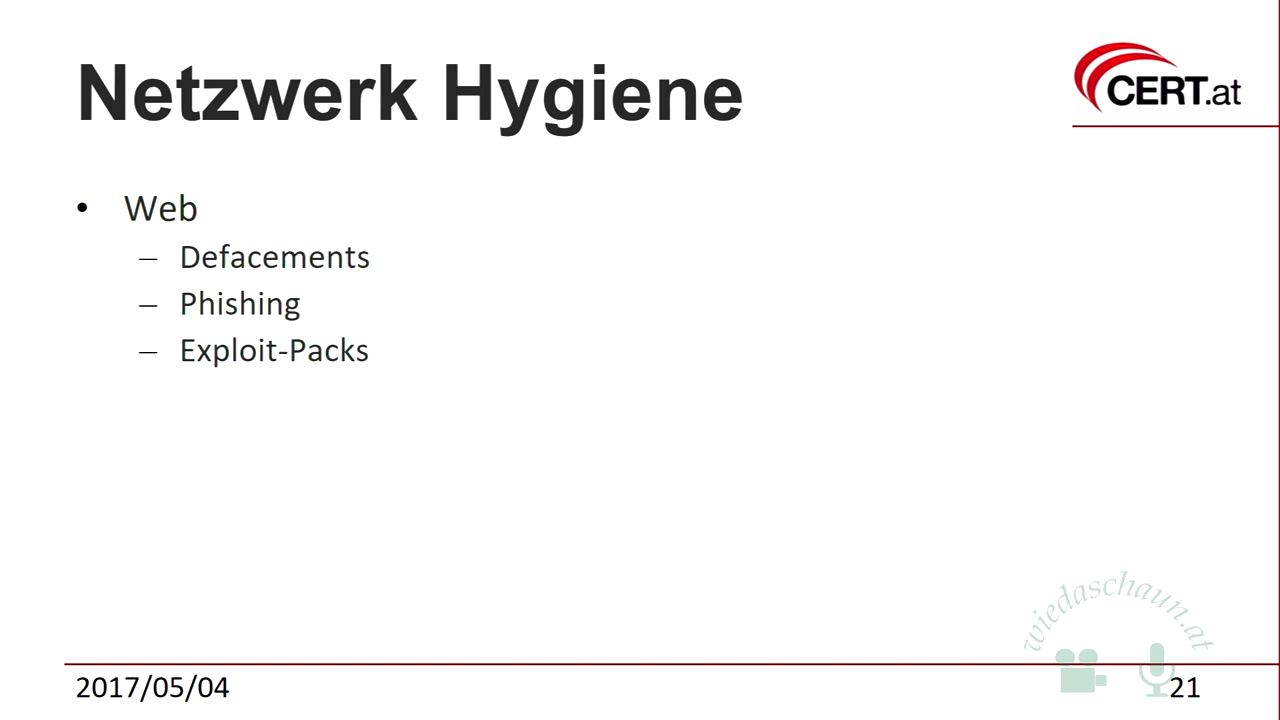 Netzwerk Hygiene
CERT.at
• Web
– Defacements
– Phishing
– Exploit-Packs
wiedaschaun.at
2017/05/04
21